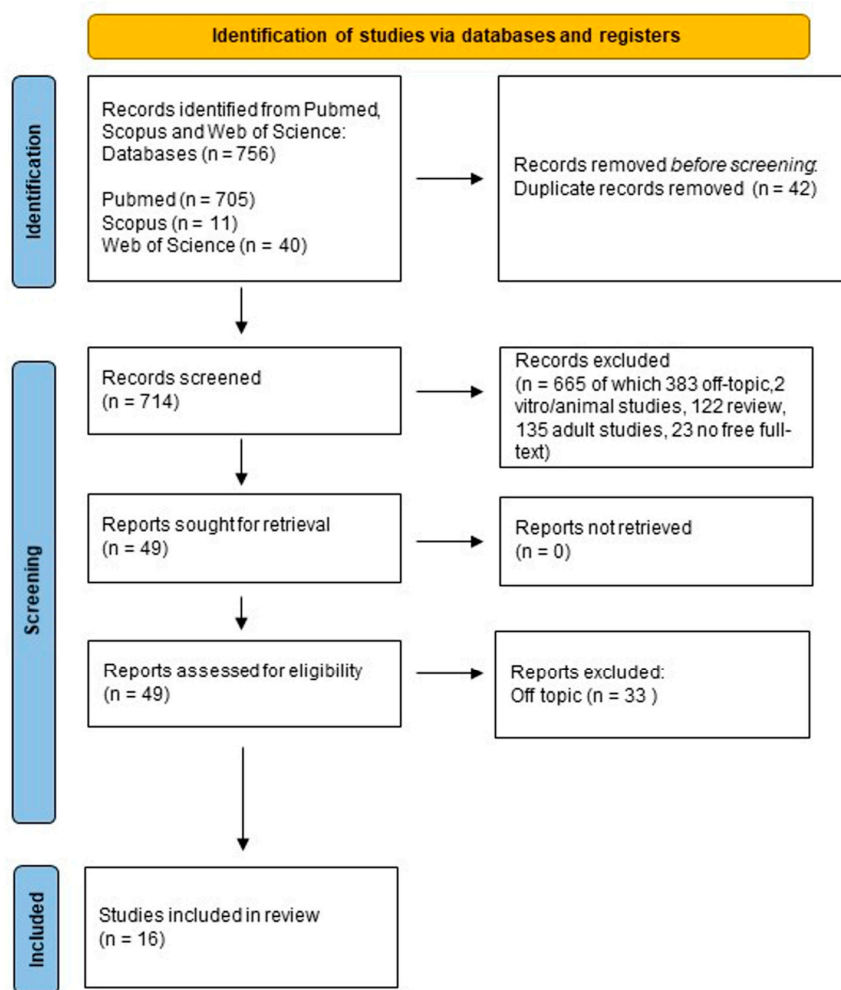 Identification of studies via databases and registers
Identification
Records identified from Pubmed,
Scopus and Web of Science:
Databases (n = 756)
Pubmed (n = 705)
Scopus (n = 11)
Web of Science (n = 40)
Records removed before screening:
Duplicate records removed (n = 42)
Screening
Records screened
(n = 714)
Records excluded
(n = 665 of which 383 off-topic,2
vitro/animal studies, 122 review,
135 adult studies, 23 no free full-
text)
Reports sought for retrieval
(n = 49)
Reports not retrieved
(n = 0)
Reports assessed for eligibility
(n = 49)
Reports excluded:
Off topic (n = 33 )
Included
Studies included in review
(n = 16)